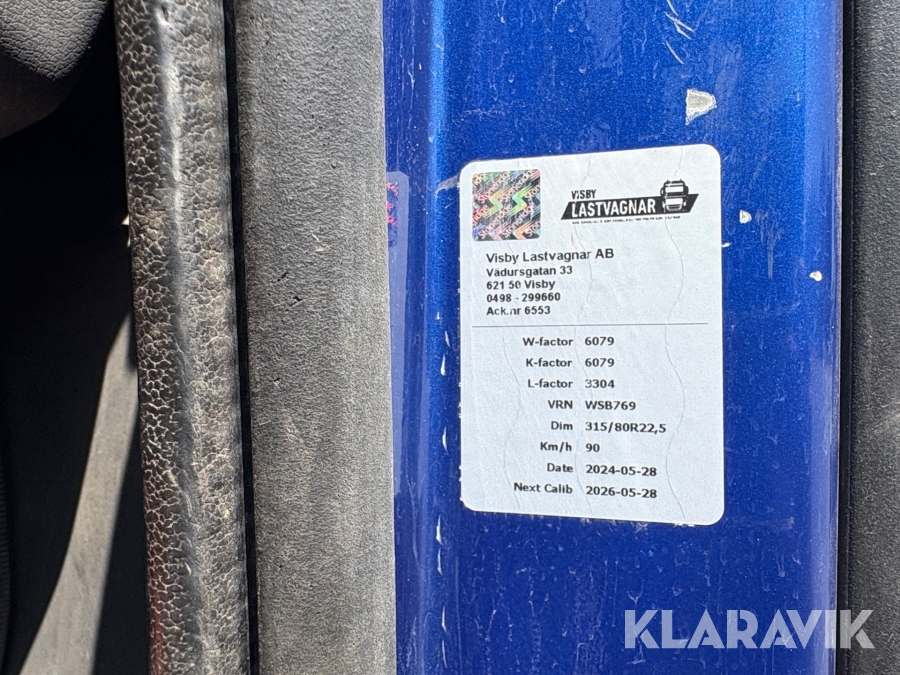 VISBY
LASTVAGNAR
Visby Lastvagnar AB
Vädursgatan 33
621 50 Visby
0498 - 299660
Ack.nr 6553
W-factor 6079
K-factor 6079
L-factor 3304
VRN WSB769
Dim 315/80R22,5
Km/h 90
Date 2024-05-28
Next Calib 2026-05-28
KLARAVIK